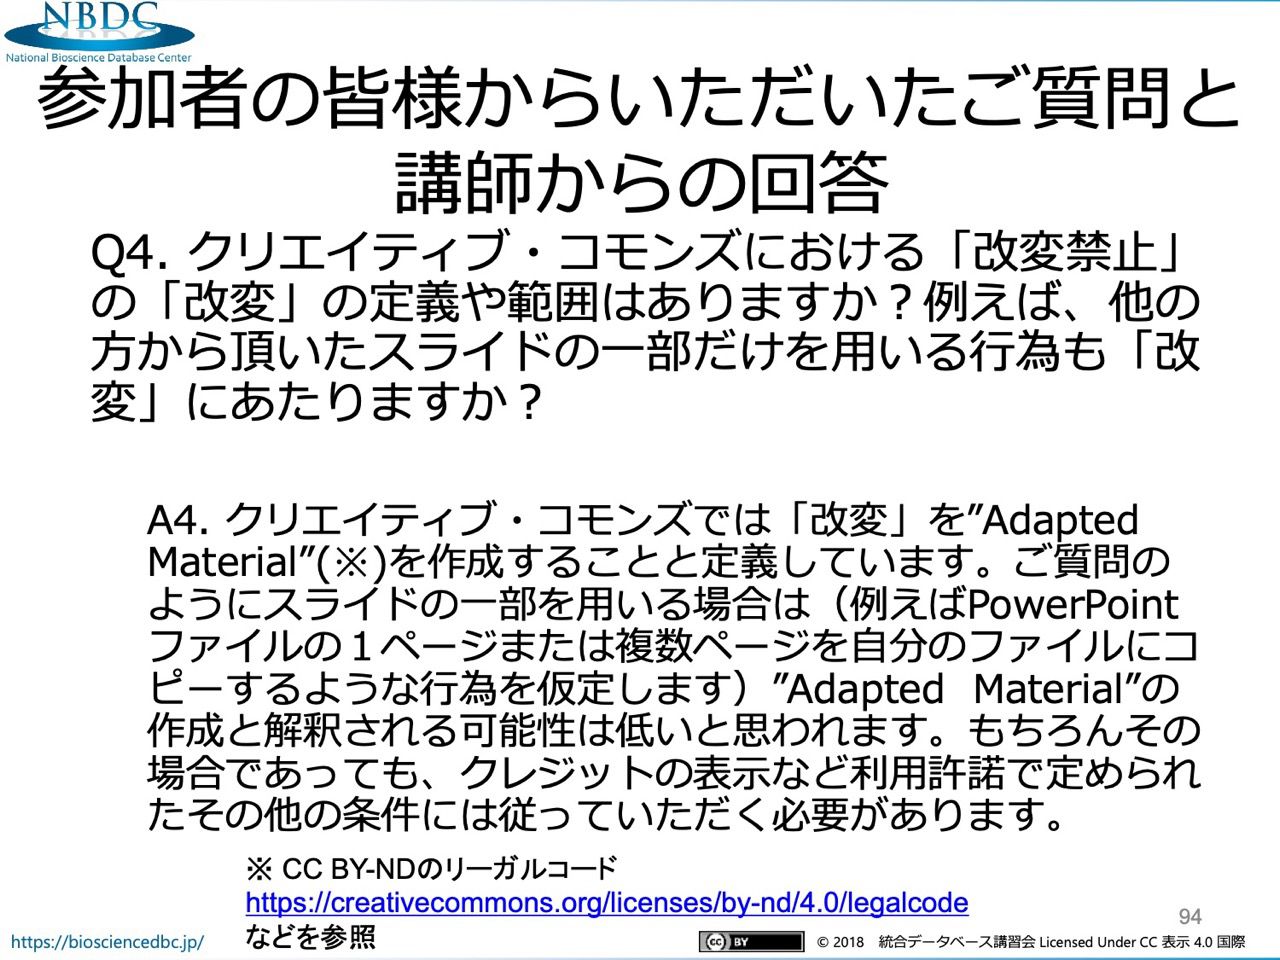 NBDC
National Bioscience Database Center
参加者の皆様からいただいたご質問と
講師からの回答
Q4. クリエイティブ・コモンズにおける「改変禁止」
の「改変」の定義や範囲はありますか？例えば、他の
方から頂いたスライドの一部だけを用いる行為も「改
変」にあたりますか？
A4. クリエイティブ・コモンズでは「改変」を”Adapted
Material”(※)を作成することと定義しています。ご質問の
ようにスライドの一部を用いる場合は（例えばPowerPoint
ファイルの１ページまたは複数ページを自分のファイルにコ
ピーするような行為を仮定します）”Adapted Material”の
作成と解釈される可能性は低いと思われます。もちろんその
場合であっても、クレジットの表示など利用許諾で定められ
たその他の条件には従っていただく必要があります。
※ CC BY-NDのリーガルコード
https://creativecommons.org/licenses/by-nd/4.0/legalcode
などを参照
94
https://biosciencedbc.jp/
cc BY
© 2018 統合データベース講習会 Licensed Under CC 表示 4.0 国際